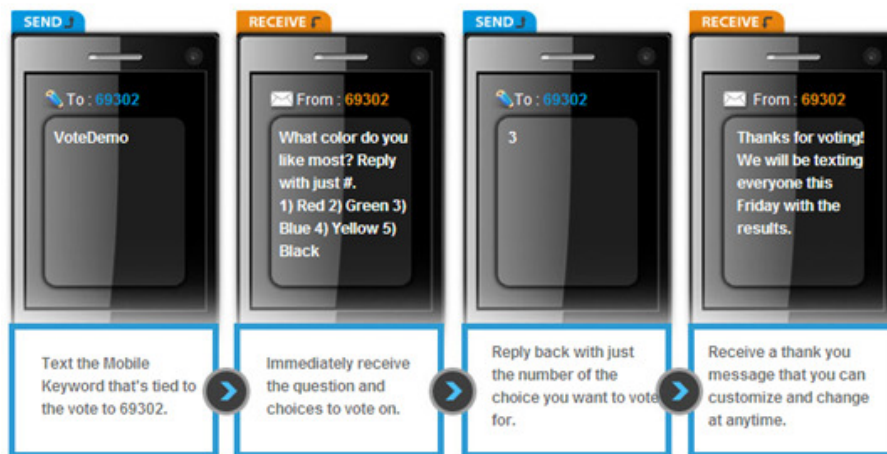 SEND
To : 69302
VoteDemo
Text the Mobile
Keyword that's tied to
the vote to 69302.
RECEIVE
From : 69302
What color do you
like most? Reply
with just #.
1) Red 2) Green 3)
Blue 4) Yellow 5)
Black
Immediately receive
the question and
choices to vote on.
SEND
To : 69302
3
Reply back with just
the number of the
choice you want to vote
for.
RECEIVE
From : 69302
Thanks for voting!
We will be texting
everyone this
Friday with the
results.
Receive a thank you
message that you can
customize and change
at anytime.